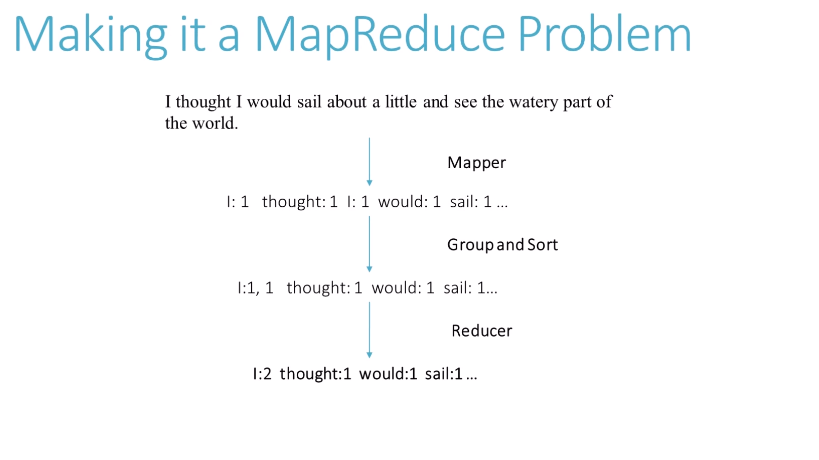 Making it a MapReduce Problem
I thought I would sail about a little and see the watery part of
the world.
Mapper
I: 1 thought: 1 I: 1 would: 1 sail: 1 ...
Group and Sort
I:1, 1 thought: 1 would: 1 sail: 1...
Reducer
I:2 thought:1 would:1 sail:1 ...